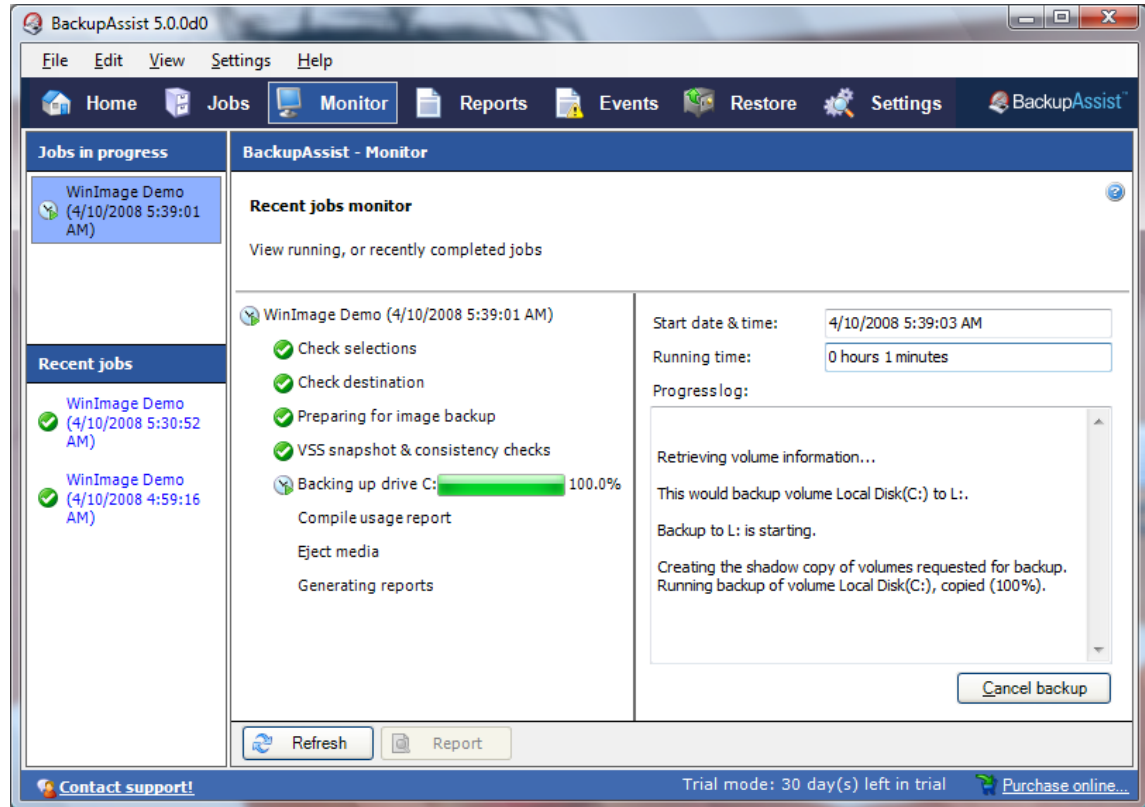 BackupAssist 5.0.0d0
File Edit View Settings Help
Home Jobs Monitor Reports Events Restore Settings BackupAssist™
Jobs in progress
WinImage Demo
(4/10/2008 5:39:01
AM)
Recent jobs
WinImage Demo
(4/10/2008 5:30:52
AM)
WinImage Demo
(4/10/2008 4:59:16
AM)
BackupAssist - Monitor
Recent jobs monitor
View running, or recently completed jobs
WinImage Demo (4/10/2008 5:39:01 AM)
Check selections
Check destination
Preparing for image backup
VSS snapshot & consistency checks
Backing up drive C: 100.0%
Compile usage report
Eject media
Generating reports
Start date & time: 4/10/2008 5:39:03 AM
Running time: 0 hours 1 minutes
Progress log:
Retrieving volume information...
This would backup volume Local Disk(C:) to L:.
Backup to L: is starting.
Creating the shadow copy of volumes requested for backup.
Running backup of volume Local Disk(C:), copied (100%).
Cancel backup
Refresh Report
Contact support! Trial mode: 30 day(s) left in trial Purchase online...